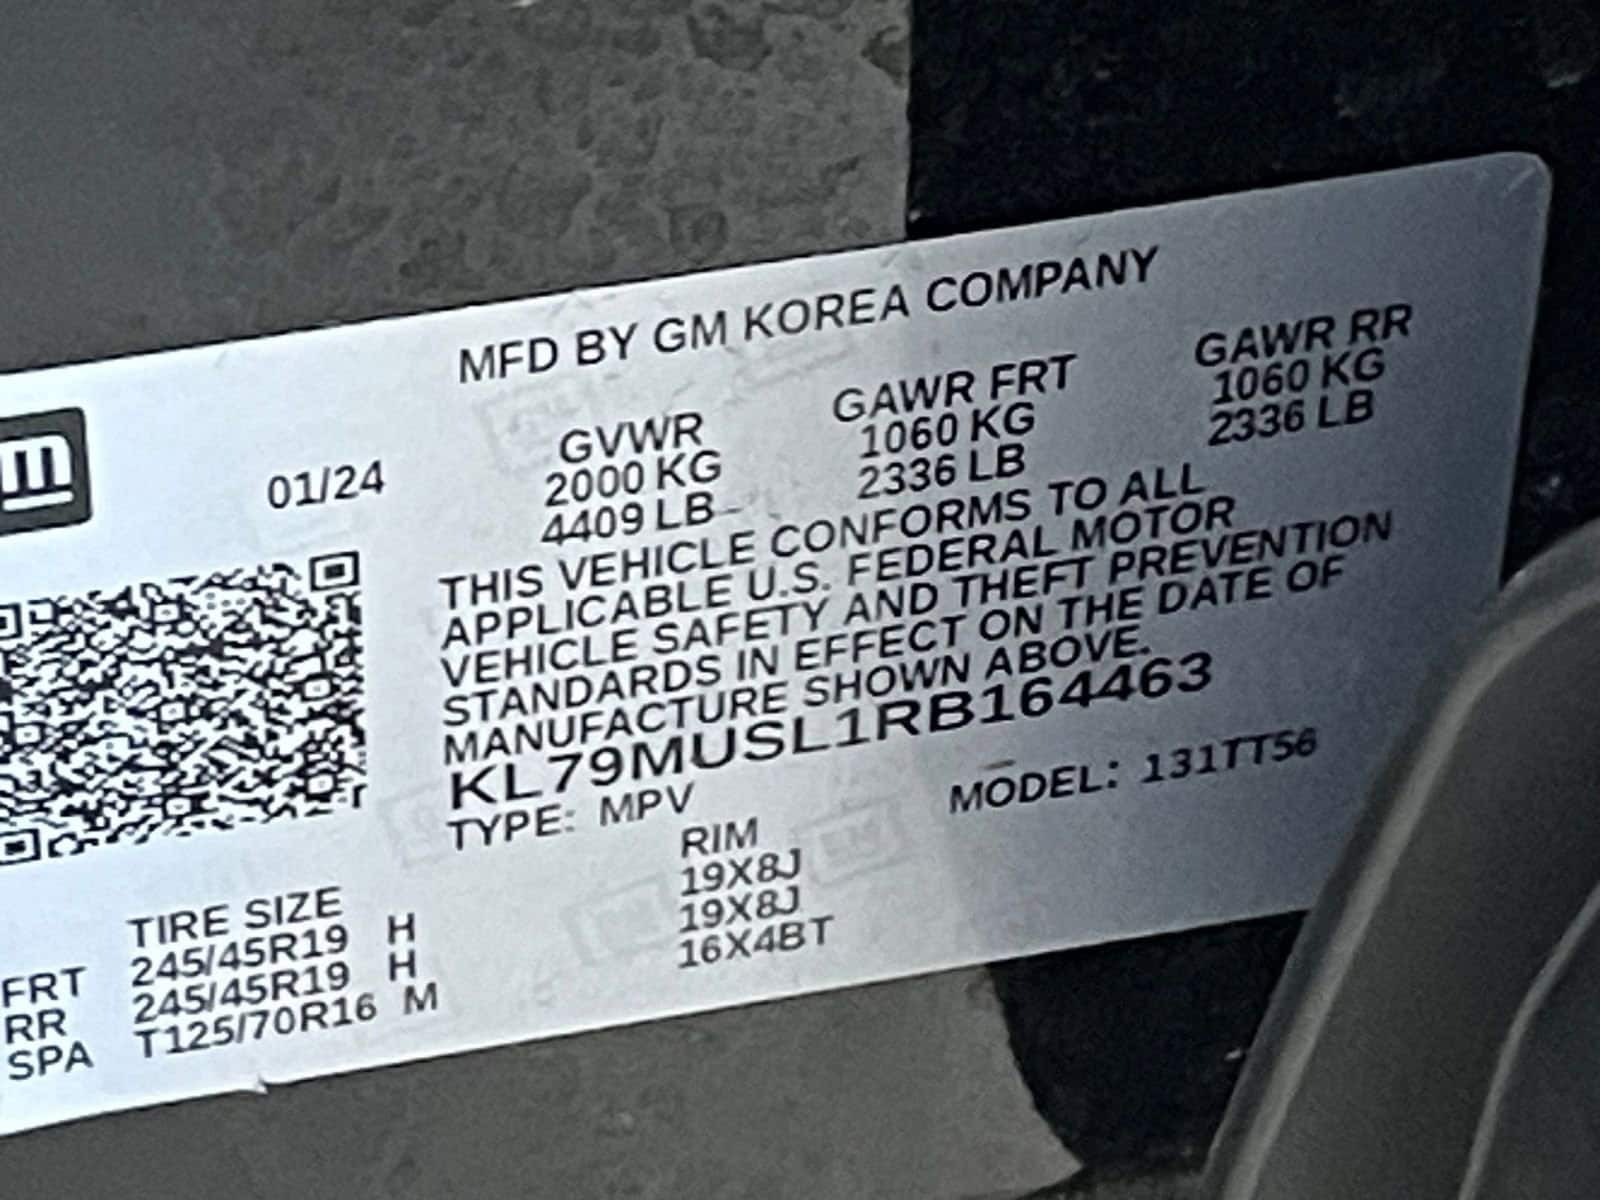 MFD BY GM KOREA COMPANY
gm
01/24
GVWR
2000 KG
4409 LB
GAWR FRT
1060 KG
2336 LB
GAWR RR
1060 KG
2336 LB
THIS VEHICLE CONFORMS TO ALL
APPLICABLE U.S. FEDERAL MOTOR
VEHICLE SAFETY AND THEFT PREVENTION
STANDARDS IN EFFECT ON THE DATE OF
MANUFACTURE SHOWN ABOVE.
KL79MUSL1RB164463
TYPE: MPV
MODEL: 131TT56
TIRE SIZE RIM
FRT 245/45R19 H 19X8J
RR 245/45R19 H 19X8J
SPA T125/70R16 M 16X4BT